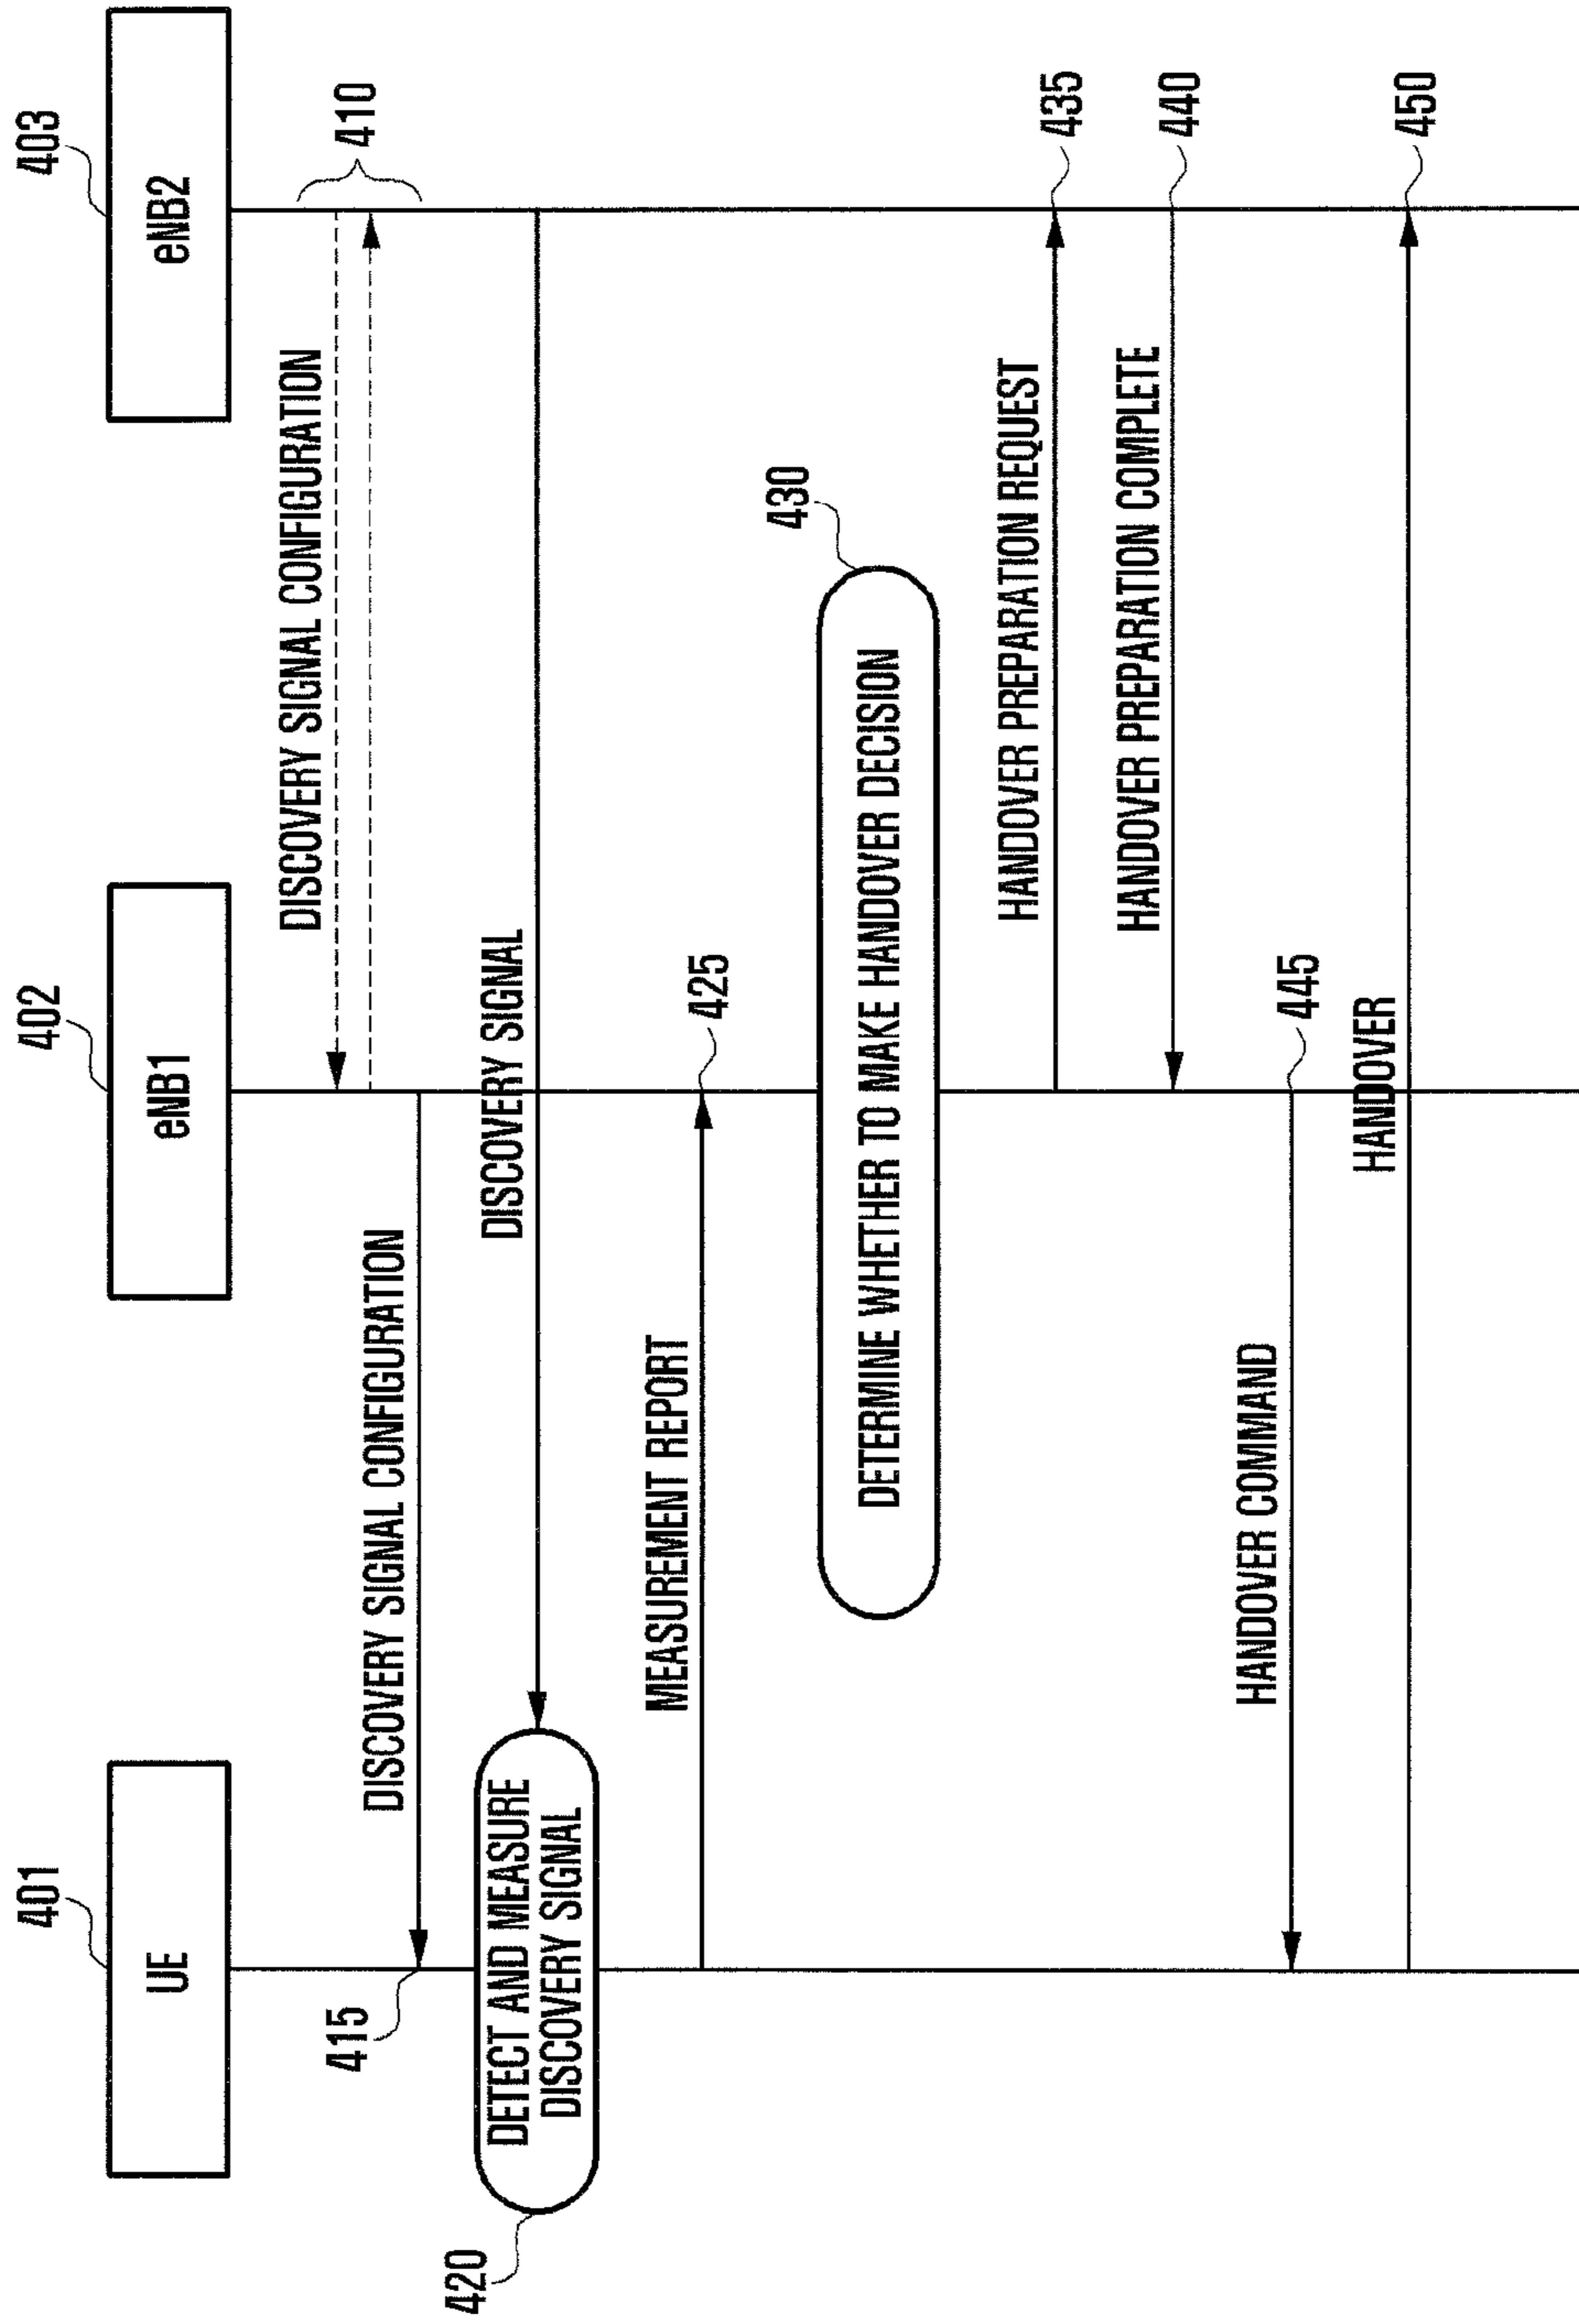 401
402
403
UE
eNB1
eNB2
DISCOVERY SIGNAL CONFIGURATION
410
DISCOVERY SIGNAL CONFIGURATION
415
DISCOVERY SIGNAL
DETECT AND MEASURE
DISCOVERY SIGNAL
420
MEASUREMENT REPORT
425
430
DETERMINE WHETHER TO MAKE HANDOVER DECISION
HANDOVER PREPARATION REQUEST
435
HANDOVER PREPARATION COMPLETE
440
HANDOVER COMMAND
445
HANDOVER
450